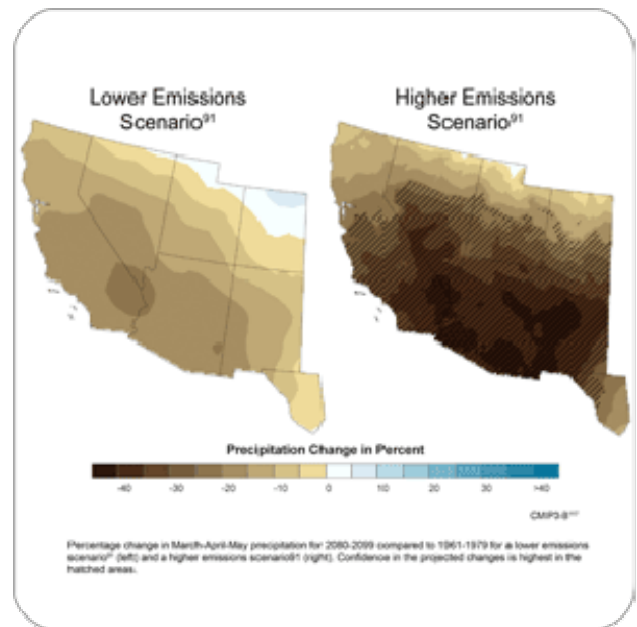 Lower Emissions
Scenario⁹¹
Higher Emissions
Scenario⁹¹
Precipitation Change in Percent
-40 -30 -20 -10 0 10 20 30 >40
CMIP3-B
Percentage change in March-April-May precipitation for 2080-2099 compared to 1961-1979 for a lower emissions
scenario⁹¹ (left) and a higher emissions scenario91 (right). Confidence in the projected changes is highest in the
hatched areas.